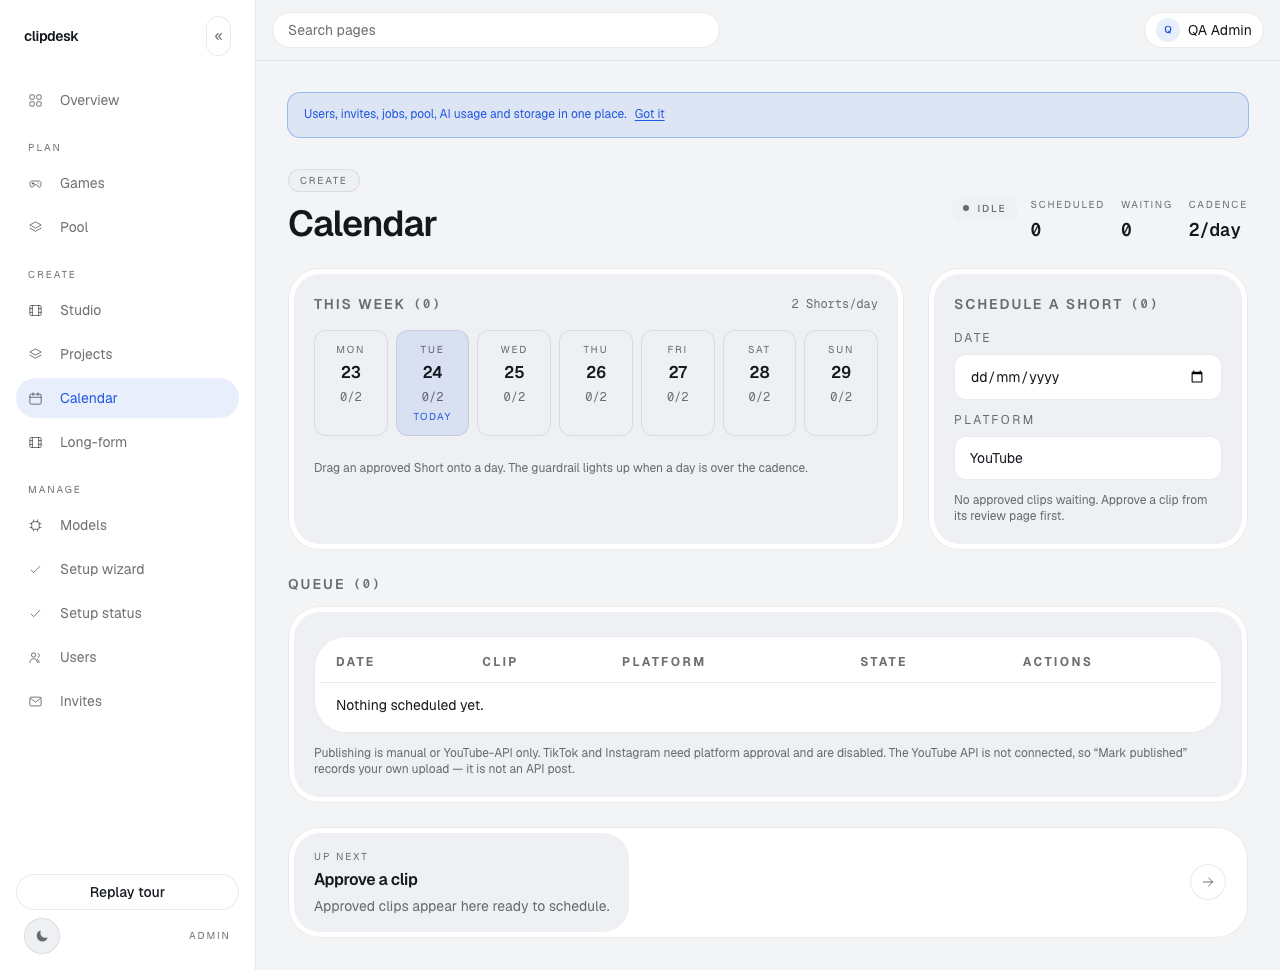 clipdesk
«
Search pages
Q
QA Admin
Overview
PLAN
Games
Pool
CREATE
Studio
Projects
Calendar
Long-form
MANAGE
Models
Setup wizard
Setup status
Users
Invites
Replay tour
ADMIN
Users, invites, jobs, pool, AI usage and storage in one place. Got it
CREATE
Calendar
IDLE
SCHEDULED
0
WAITING
0
CADENCE
2/day
THIS WEEK (0)
2 Shorts/day
MON
23
0/2
TUE
24
0/2
TODAY
WED
25
0/2
THU
26
0/2
FRI
27
0/2
SAT
28
0/2
SUN
29
0/2
Drag an approved Short onto a day. The guardrail lights up when a day is over the cadence.
SCHEDULE A SHORT (0)
DATE
dd/mm/yyyy
PLATFORM
YouTube
No approved clips waiting. Approve a clip from
its review page first.
QUEUE (0)
DATE CLIP PLATFORM STATE ACTIONS
Nothing scheduled yet.
Publishing is manual or YouTube-API only. TikTok and Instagram need platform approval and are disabled. The YouTube API is not connected, so “Mark published”
records your own upload — it is not an API post.
UP NEXT
Approve a clip
Approved clips appear here ready to schedule.